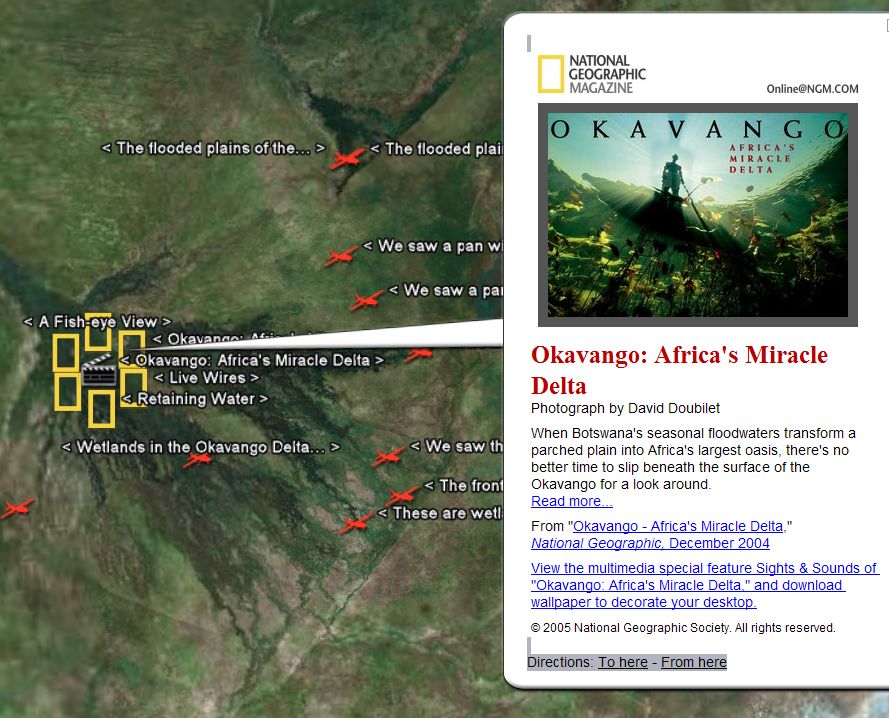 < The flooded plains of the... >
< The flooded plai
< We saw a pan wi
< We saw a pa
< A Fish-eye View >
< Okavango:
< Okavango: Africa's Miracle Delta >
< Live Wires >
< Retaining Water >
< Wetlands in the Okavango Delta... >
< We saw th
< The front
< These are wetl
NATIONAL
GEOGRAPHIC
MAGAZINE
Online@NGM.COM
OKAVANGO
AFRICA'S
MIRACLE
DELTA
Okavango: Africa's Miracle
Delta
Photograph by David Doubilet
When Botswana's seasonal floodwaters transform a
parched plain into Africa's largest oasis, there's no
better time to slip beneath the surface of the
Okavango for a look around.
Read more...
From "Okavango - Africa's Miracle Delta,"
National Geographic, December 2004
View the multimedia special feature Sights & Sounds of
"Okavango: Africa's Miracle Delta," and download
wallpaper to decorate your desktop.
© 2005 National Geographic Society. All rights reserved.
Directions: To here - From here